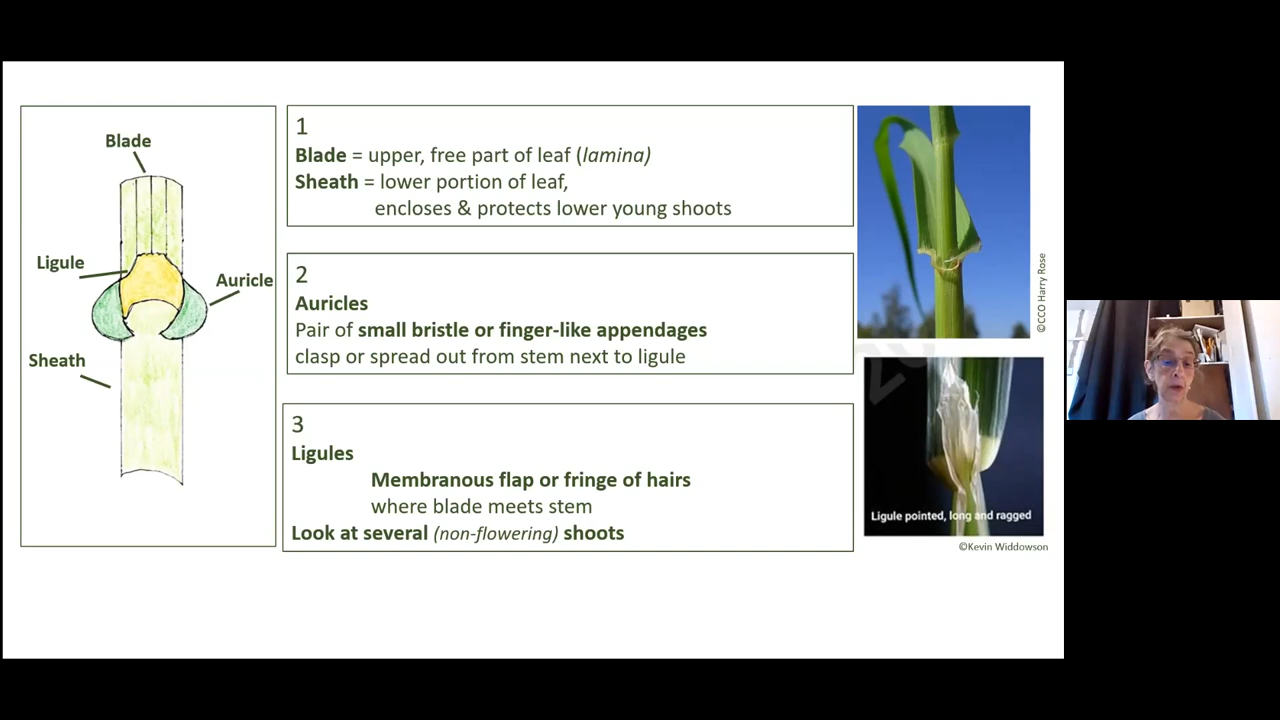 Blade
Ligule
Auricle
Sheath
1
Blade = upper, free part of leaf (lamina)
Sheath = lower portion of leaf,
encloses & protects lower young shoots
2
Auricles
Pair of small bristle or finger-like appendages
clasp or spread out from stem next to ligule
3
Ligules
Membranous flap or fringe of hairs
where blade meets stem
Look at several (non-flowering) shoots
©CCO Harry Rose
Ligule pointed, long and ragged
©Kevin Widdowson